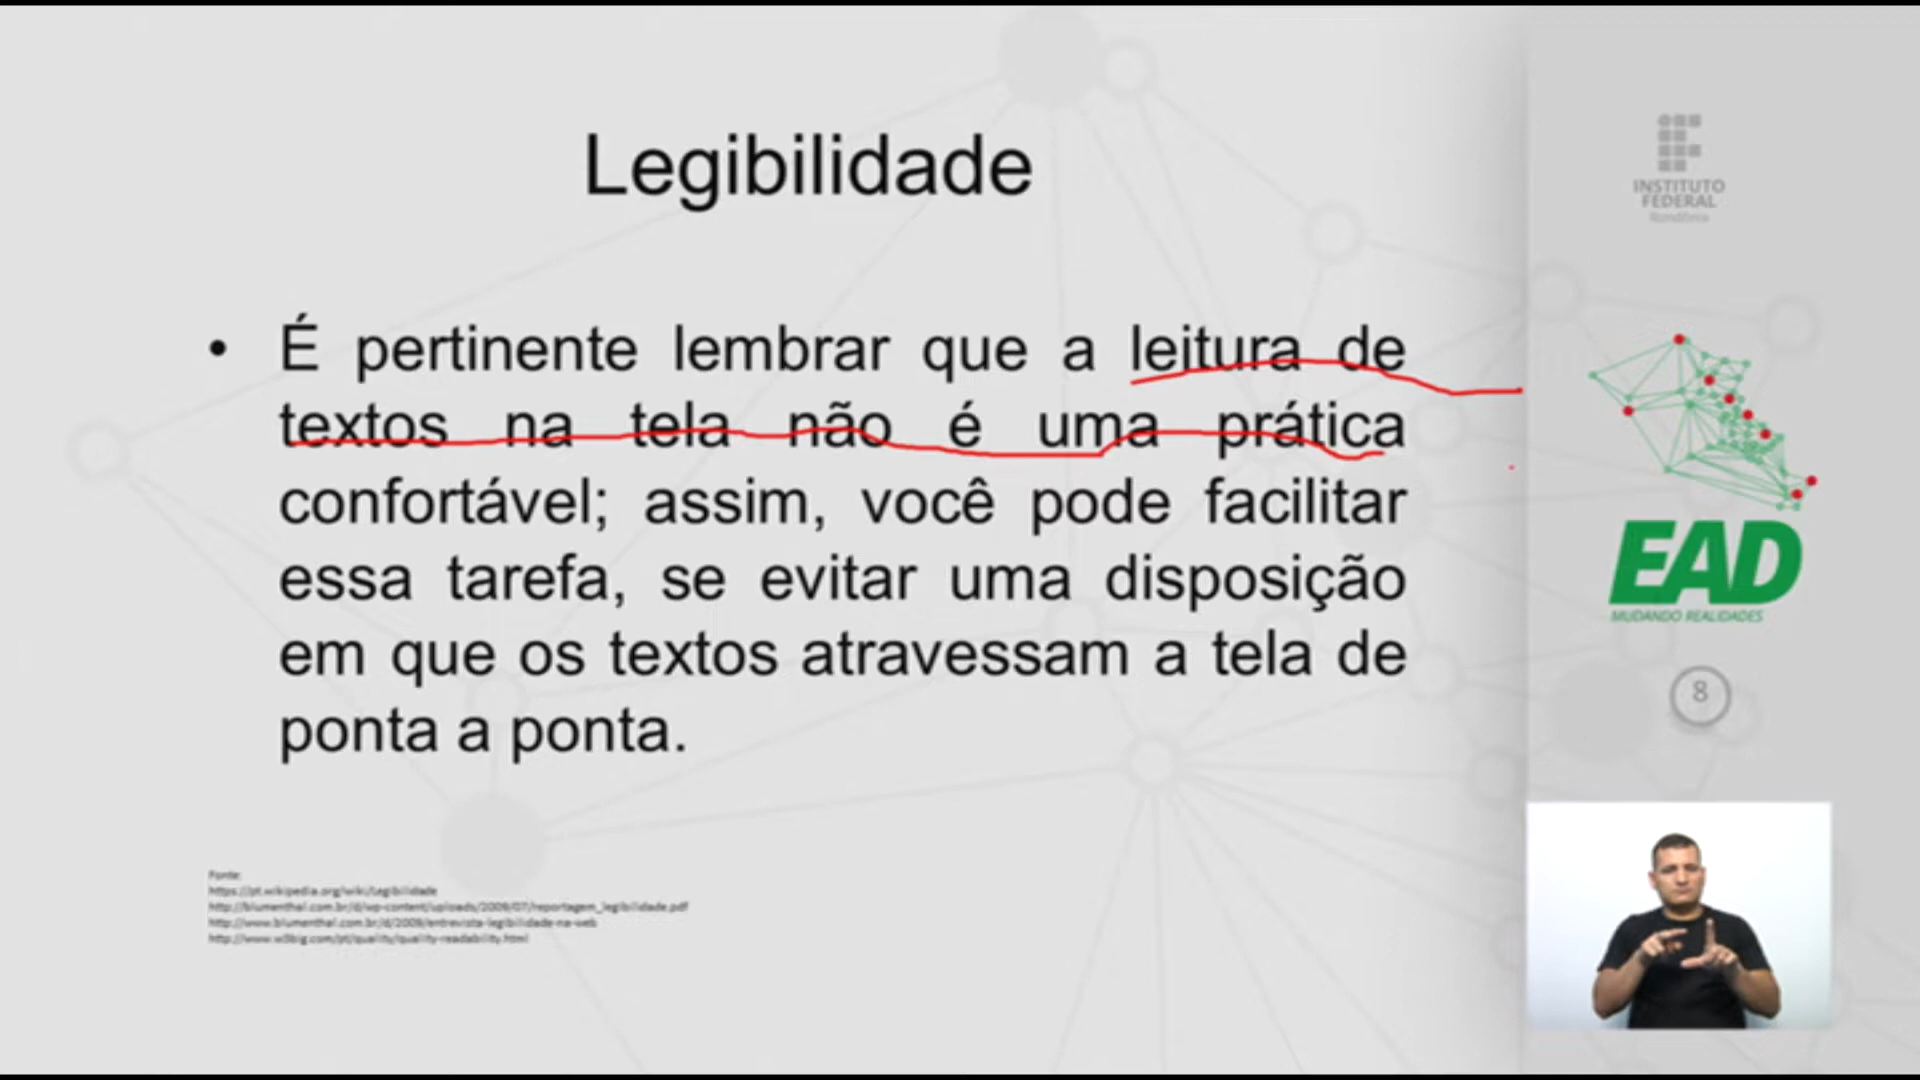 Legibilidade
• É pertinente lembrar que a leitura de
textos na tela não é uma prática
confortável; assim, você pode facilitar
essa tarefa, se evitar uma disposição
em que os textos atravessam a tela de
ponta a ponta.
Fonte:
https://pt.wikipedia.org/wiki/Legibilidade
http://blumenthal.com.br/d/wp-content/uploads/2009/07/reportagem_legibilidade.pdf
http://www.blumenthal.com.br/d/2009/entrevista-legibilidade-na-web
http://www.w3big.com/pt/quality/quality-readability.html
INSTITUTO
FEDERAL
Rondônia
EAD
MUDANDO REALIDADES
8